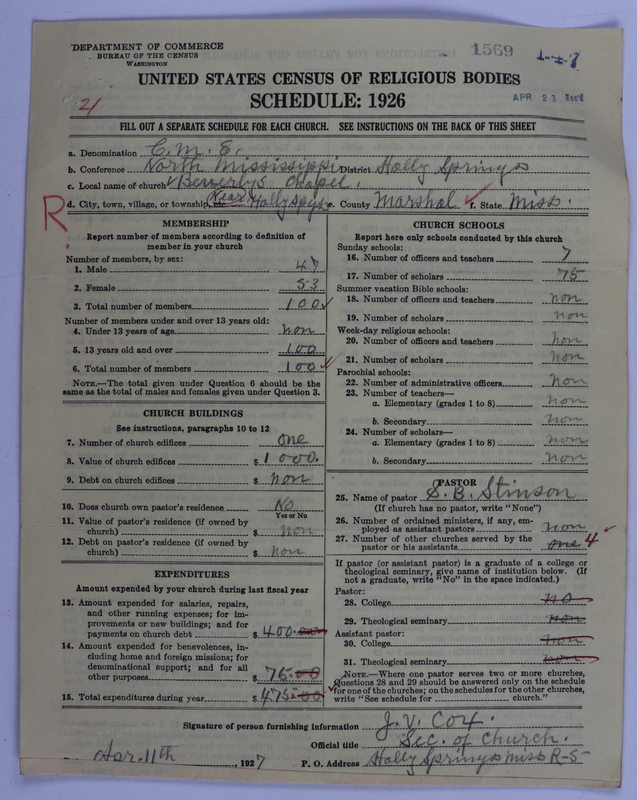 DEPARTMENT OF COMMERCE
BUREAU OF THE CENSUS
WASHINGTON
1569
APR 23
UNITED STATES CENSUS OF RELIGIOUS BODIES
SCHEDULE: 1926
21
FILL OUT A SEPARATE SCHEDULE FOR EACH CHURCH. SEE INSTRUCTIONS ON THE BACK OF THIS SHEET
a. Denomination C. M. E.
b. Conference North Mississippi District Holly Springs
c. Local name of church Beverlys Chapel.
R
d. City, town, village, or township, etc. Near Holly Spgs e. County Marshal f. State Miss.
MEMBERSHIP
Report number of members according to definition of member in your church
Number of members, by sex:
1. Male 47
2. Female 53
3. Total number of members 100
Number of members under and over 13 years old:
4. Under 13 years of age non
5. 13 years old and over 100
6. Total number of members 100
NOTE.—The total given under Question 6 should be the same as the total of males and females given under Question 3.
CHURCH BUILDINGS
See instructions, paragraphs 10 to 12
7. Number of church edifices one
8. Value of church edifices $1000.
9. Debt on church edifices $ non
10. Does church own pastor's residence No
Yes or No
11. Value of pastor's residence (if owned by church) $ non
12. Debt on pastor's residence (if owned by church) $ non
EXPENDITURES
Amount expended by your church during last fiscal year
13. Amount expended for salaries, repairs, and other running expenses; for improvements or new buildings; and for payments on church debt $ 400.
14. Amount expended for benevolences, including home and foreign missions; for denominational support; and for all other purposes $ 75.00
15. Total expenditures during year $ 475.00
CHURCH SCHOOLS
Report here only schools conducted by this church
Sunday schools:
16. Number of officers and teachers 7
17. Number of scholars 75
Summer vacation Bible schools:
18. Number of officers and teachers non
19. Number of scholars non
Week-day religious schools:
20. Number of officers and teachers non
21. Number of scholars non
Parochial schools:
22. Number of administrative officers non
23. Number of teachers—
a. Elementary (grades 1 to 8) non
b. Secondary non
24. Number of scholars—
a. Elementary (grades 1 to 8) non
b. Secondary non
PASTOR
25. Name of pastor S. B. Stinson
(If church has no pastor, write "None")
26. Number of ordained ministers, if any, employed as assistant pastors non
27. Number of other churches served by the pastor or his assistants one 4
If pastor (or assistant pastor) is a graduate of a college or theological seminary, give name of institution below. (If not a graduate, write "No" in the space indicated.)
Pastor:
28. College no
29. Theological seminary non
Assistant pastor:
30. College non
31. Theological seminary non
NOTE.—Where one pastor serves two or more churches, Questions 28 and 29 should be answered only on the schedule for one of the churches; on the schedules for the other churches, write "See schedule for church."
Signature of person furnishing information J. V. Cox.
Official title Sec. of Church.
Apr. 11th, 1927 P. O. Address Holly Springs Miss R-5